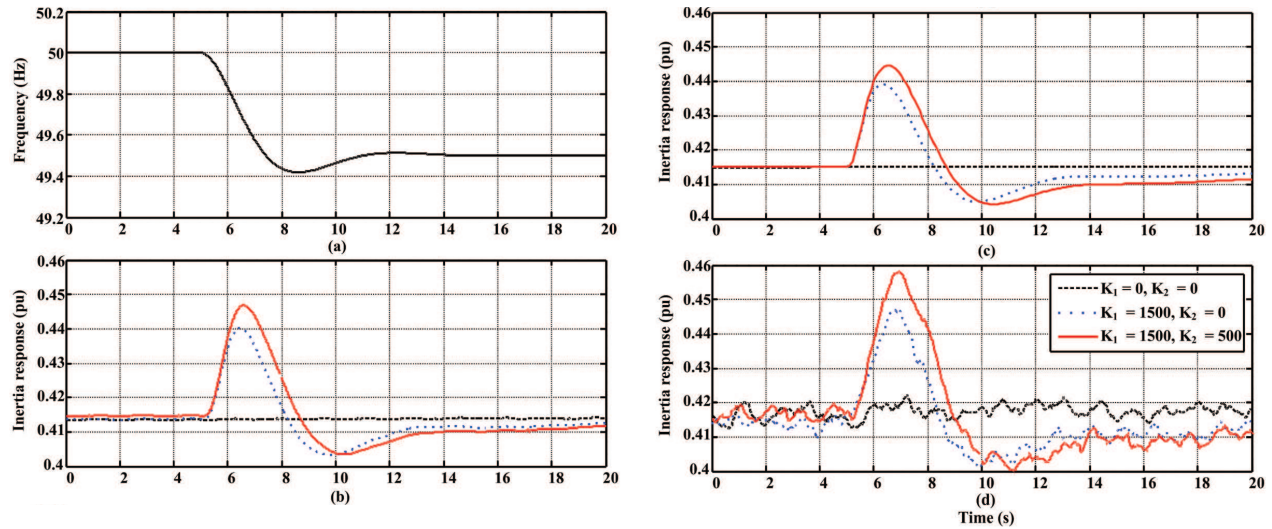 50.2
50
49.8
49.6
49.4
49.2
Frequency (Hz)
0 2 4 6 8 10 12 14 16 18 20
(a)
0.46
0.45
0.44
0.43
0.42
0.41
0.4
Inertia response (pu)
0 2 4 6 8 10 12 14 16 18 20
(b)
0.46
0.45
0.44
0.43
0.42
0.41
0.4
Inertia response (pu)
0 2 4 6 8 10 12 14 16 18 20
(c)
0.46
0.45
0.44
0.43
0.42
0.41
0.4
Inertia response (pu)
K₁ = 0, K₂ = 0
K₁ = 1500, K₂ = 0
K₁ = 1500, K₂ = 500
0 2 4 6 8 10 12 14 16 18 20
(d)
Time (s)